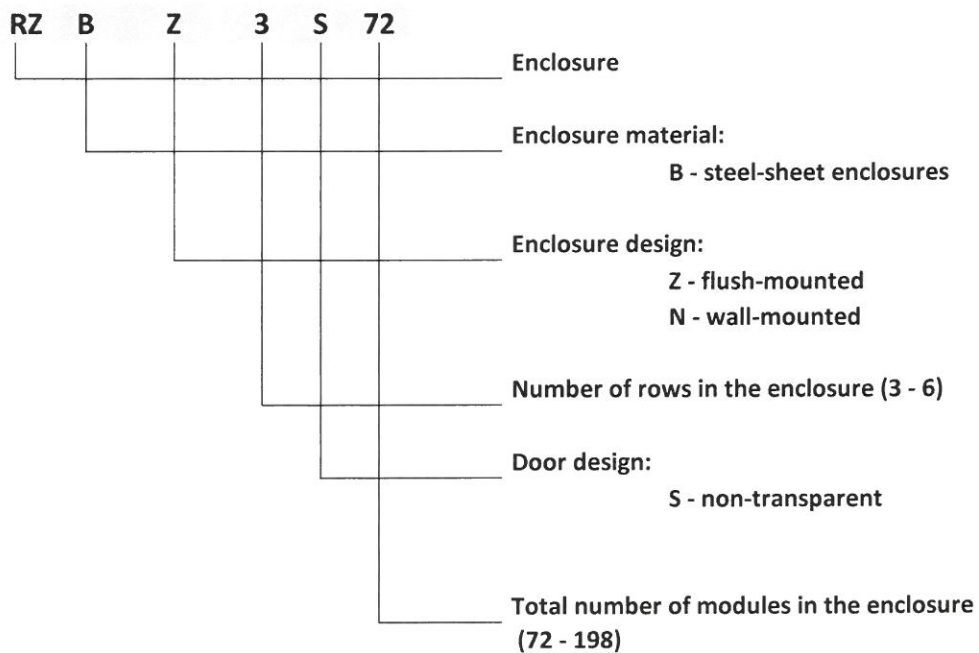 RZ B Z 3 S 72
Enclosure
Enclosure material:
B - steel-sheet enclosures
Enclosure design:
Z - flush-mounted
N - wall-mounted
Number of rows in the enclosure (3 - 6)
Door design:
S - non-transparent
Total number of modules in the enclosure
(72 - 198)